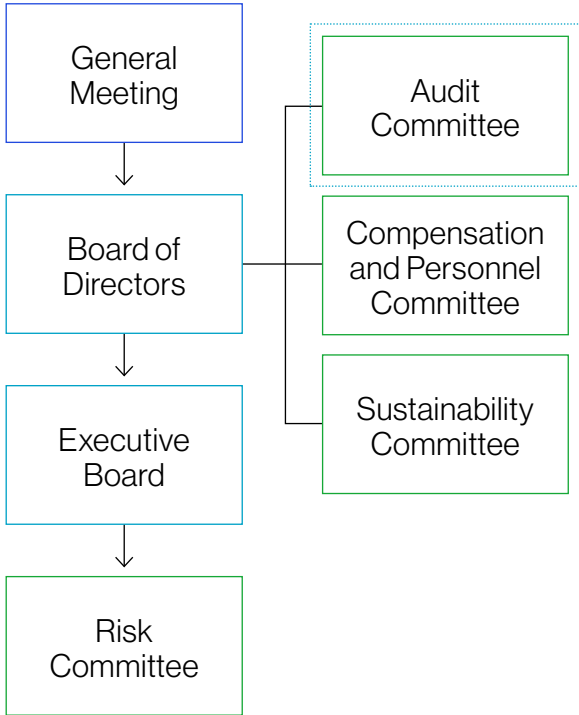 General
Meeting
Audit
Committee
Board of
Directors
Compensation
and Personnel
Committee
Executive
Board
Sustainability
Committee
Risk
Committee